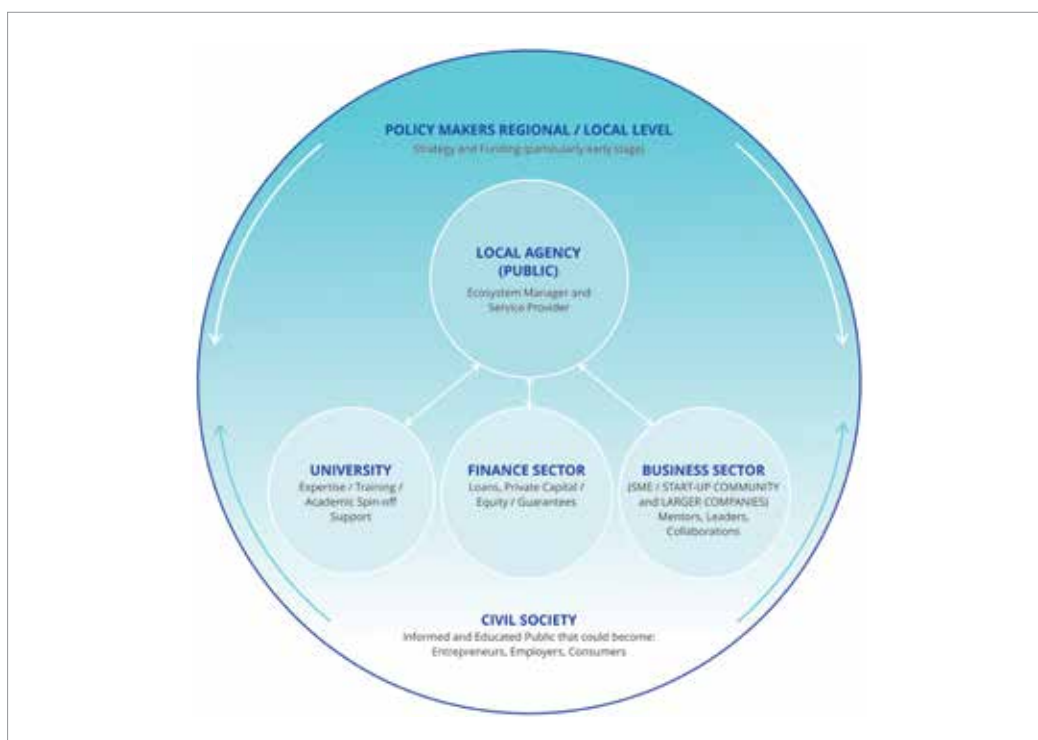 POLICY MAKERS REGIONAL / LOCAL LEVEL
Strategy and Funding (particularly early stage)
LOCAL AGENCY
(PUBLIC)
Ecosystem Manager and
Service Provider
UNIVERSITY
Expertise / Training /
Academic Spin-off
Support
FINANCE SECTOR
Loans, Private Capital /
Equity / Guarantees
BUSINESS SECTOR
(SME / START-UP COMMUNITY
and LARGER COMPANIES)
Mentors, Leaders,
Collaborations
CIVIL SOCIETY
Informed and Educated Public that could become:
Entrepreneurs, Employers, Consumers